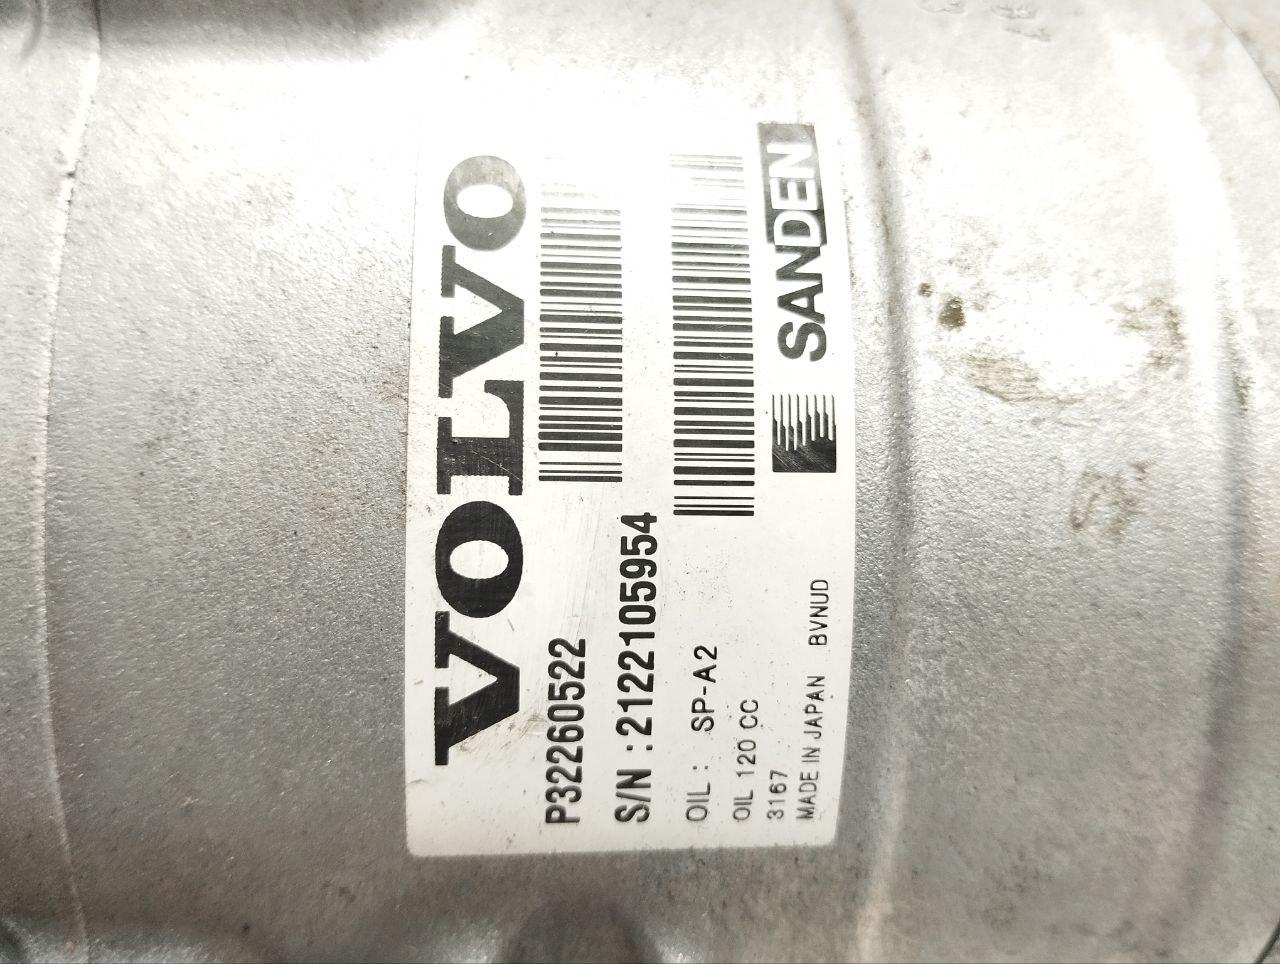 VOLVO
P32260522
S/N : 2122105954
OIL : SP-A2
OIL 120 CC
3167
MADE IN JAPAN BVNUD
SANDEN